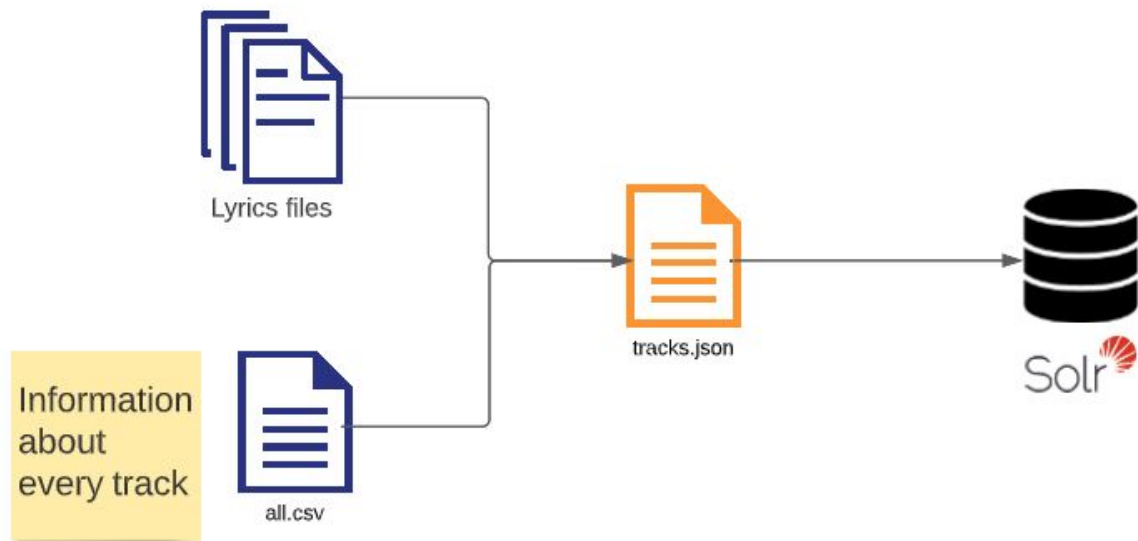 Lyrics files
tracks.json
Solr
Information
about
every track
all.csv